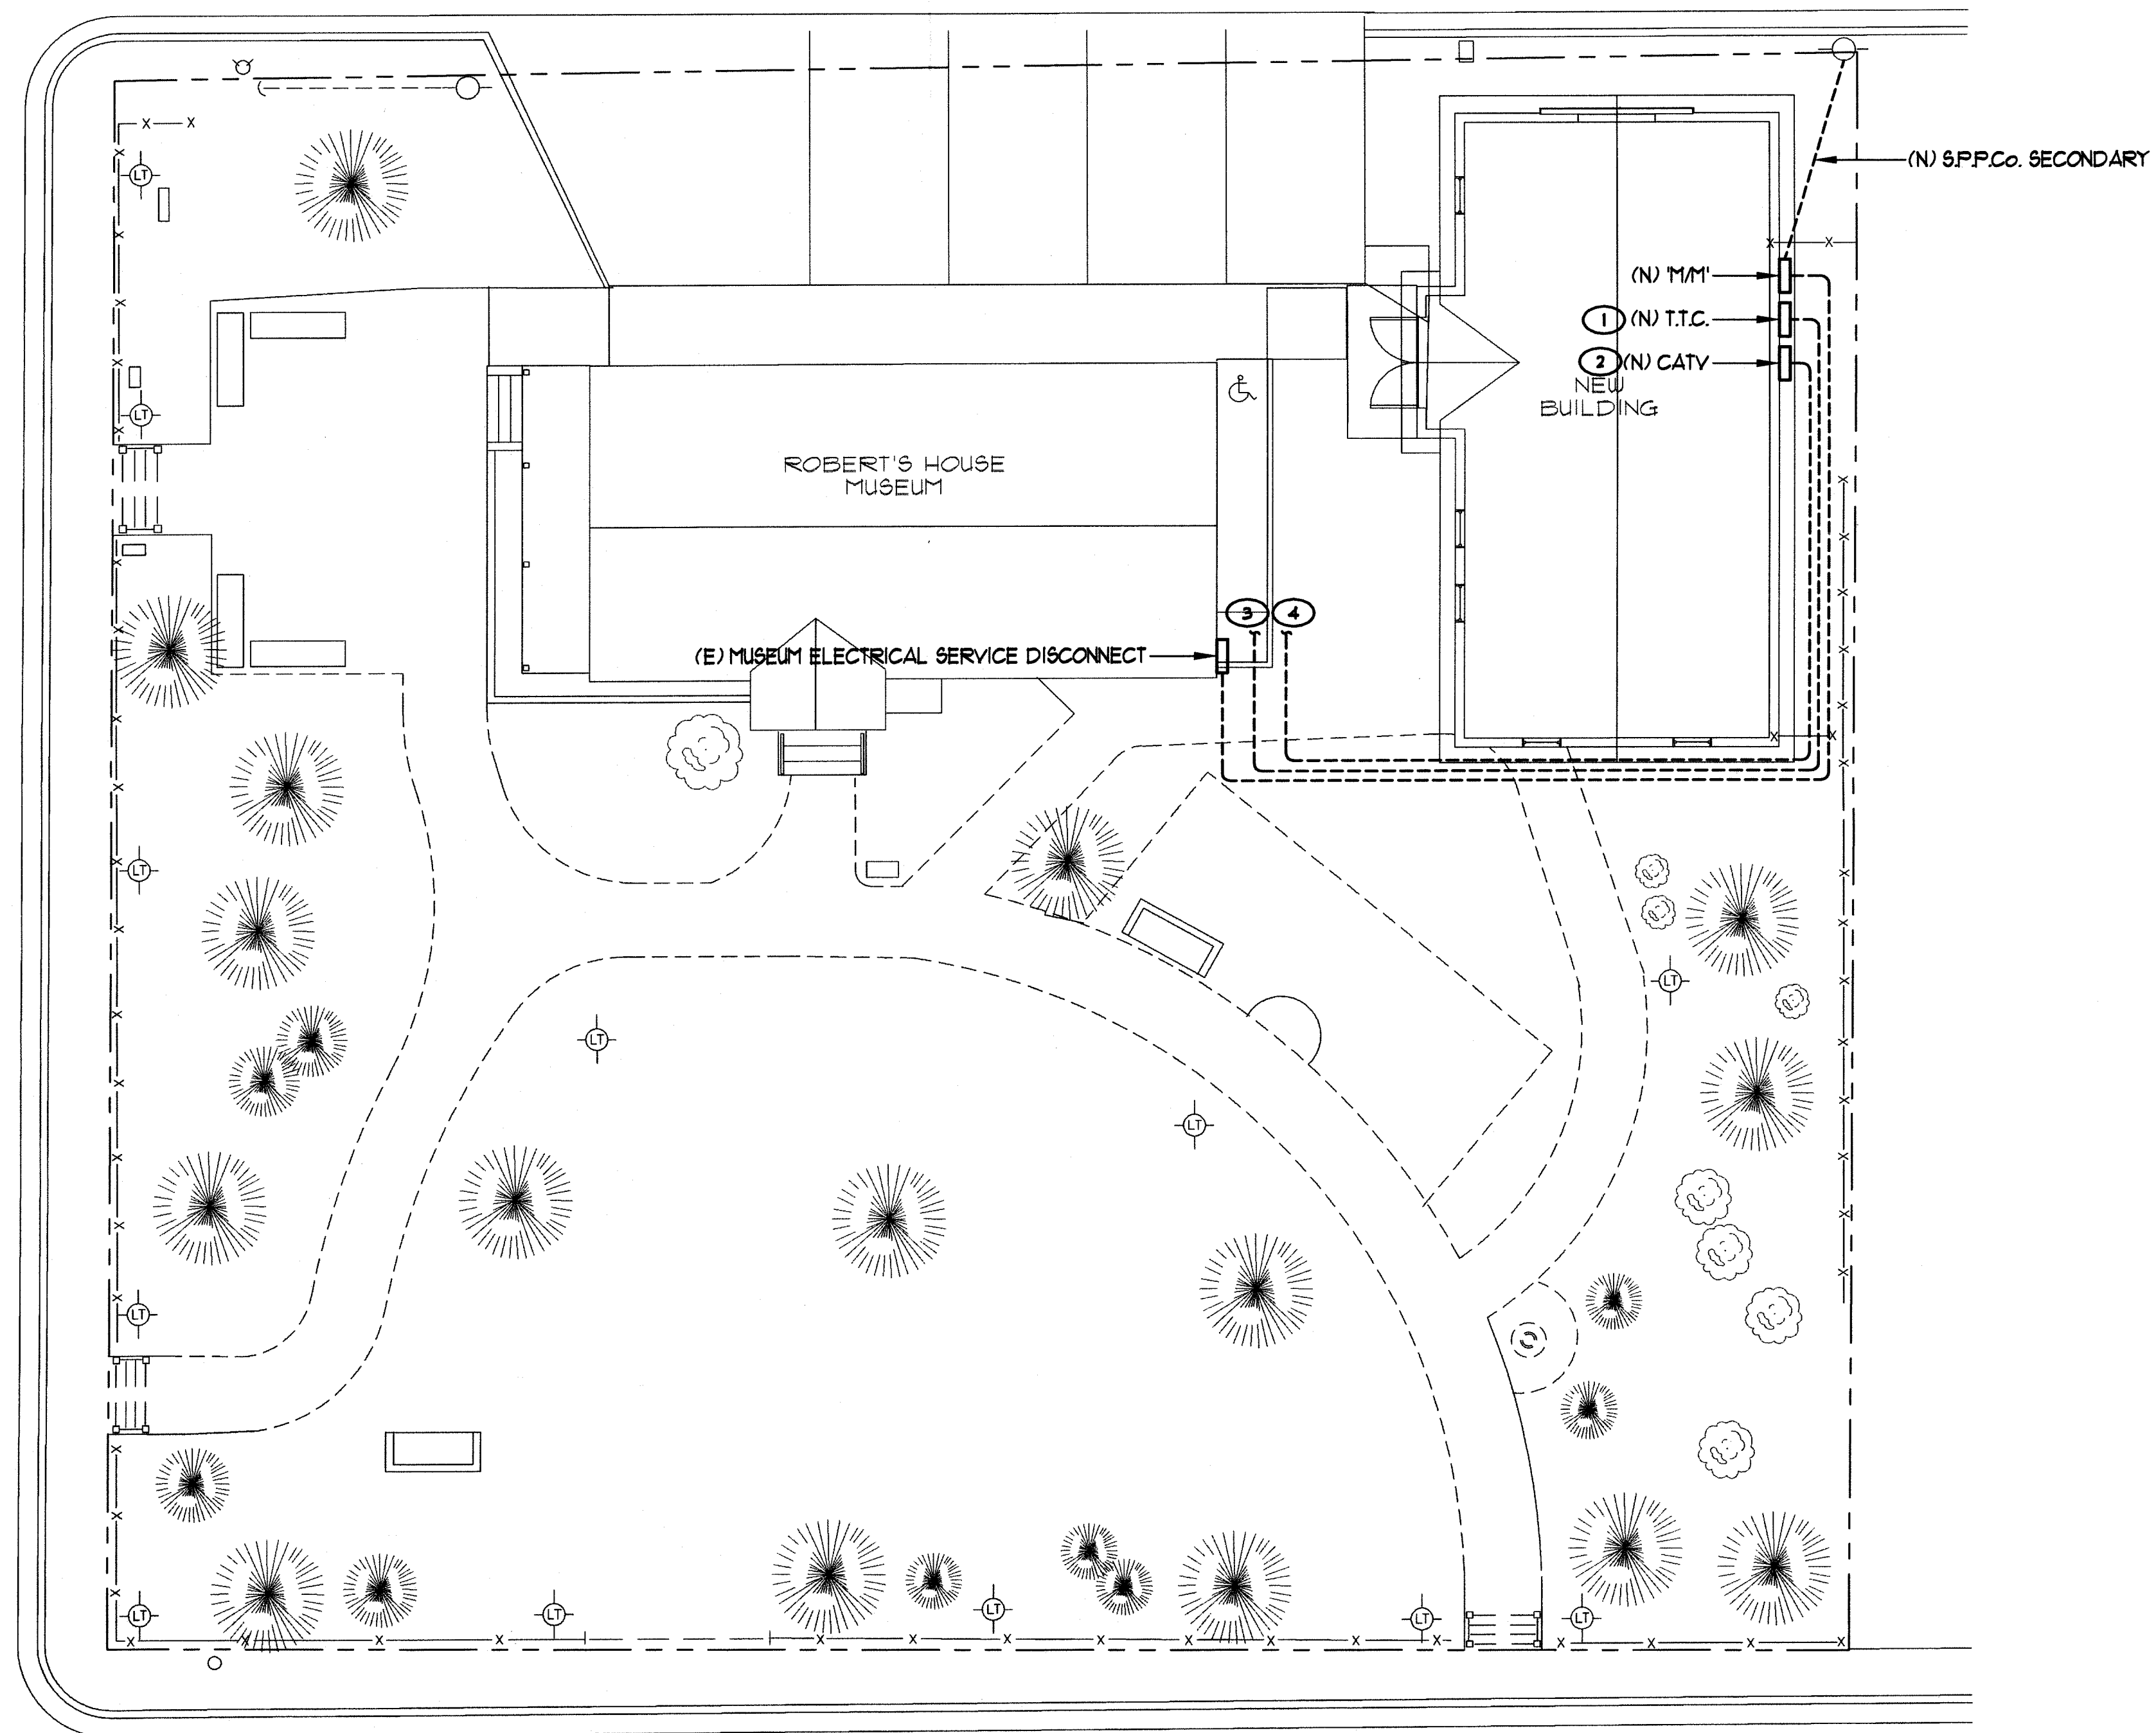 (N) S.P.P.Co. SECONDARY
(N) 'M/M'
1 (N) T.T.C.
2 (N) CATV
NEW
BUILDING
ROBERT'S HOUSE
MUSEUM
3 4
(E) MUSEUM ELECTRICAL SERVICE DISCONNECT
LT
LT
LT
LT
LT
LT
LT
LT
LT
LT
LT
LT